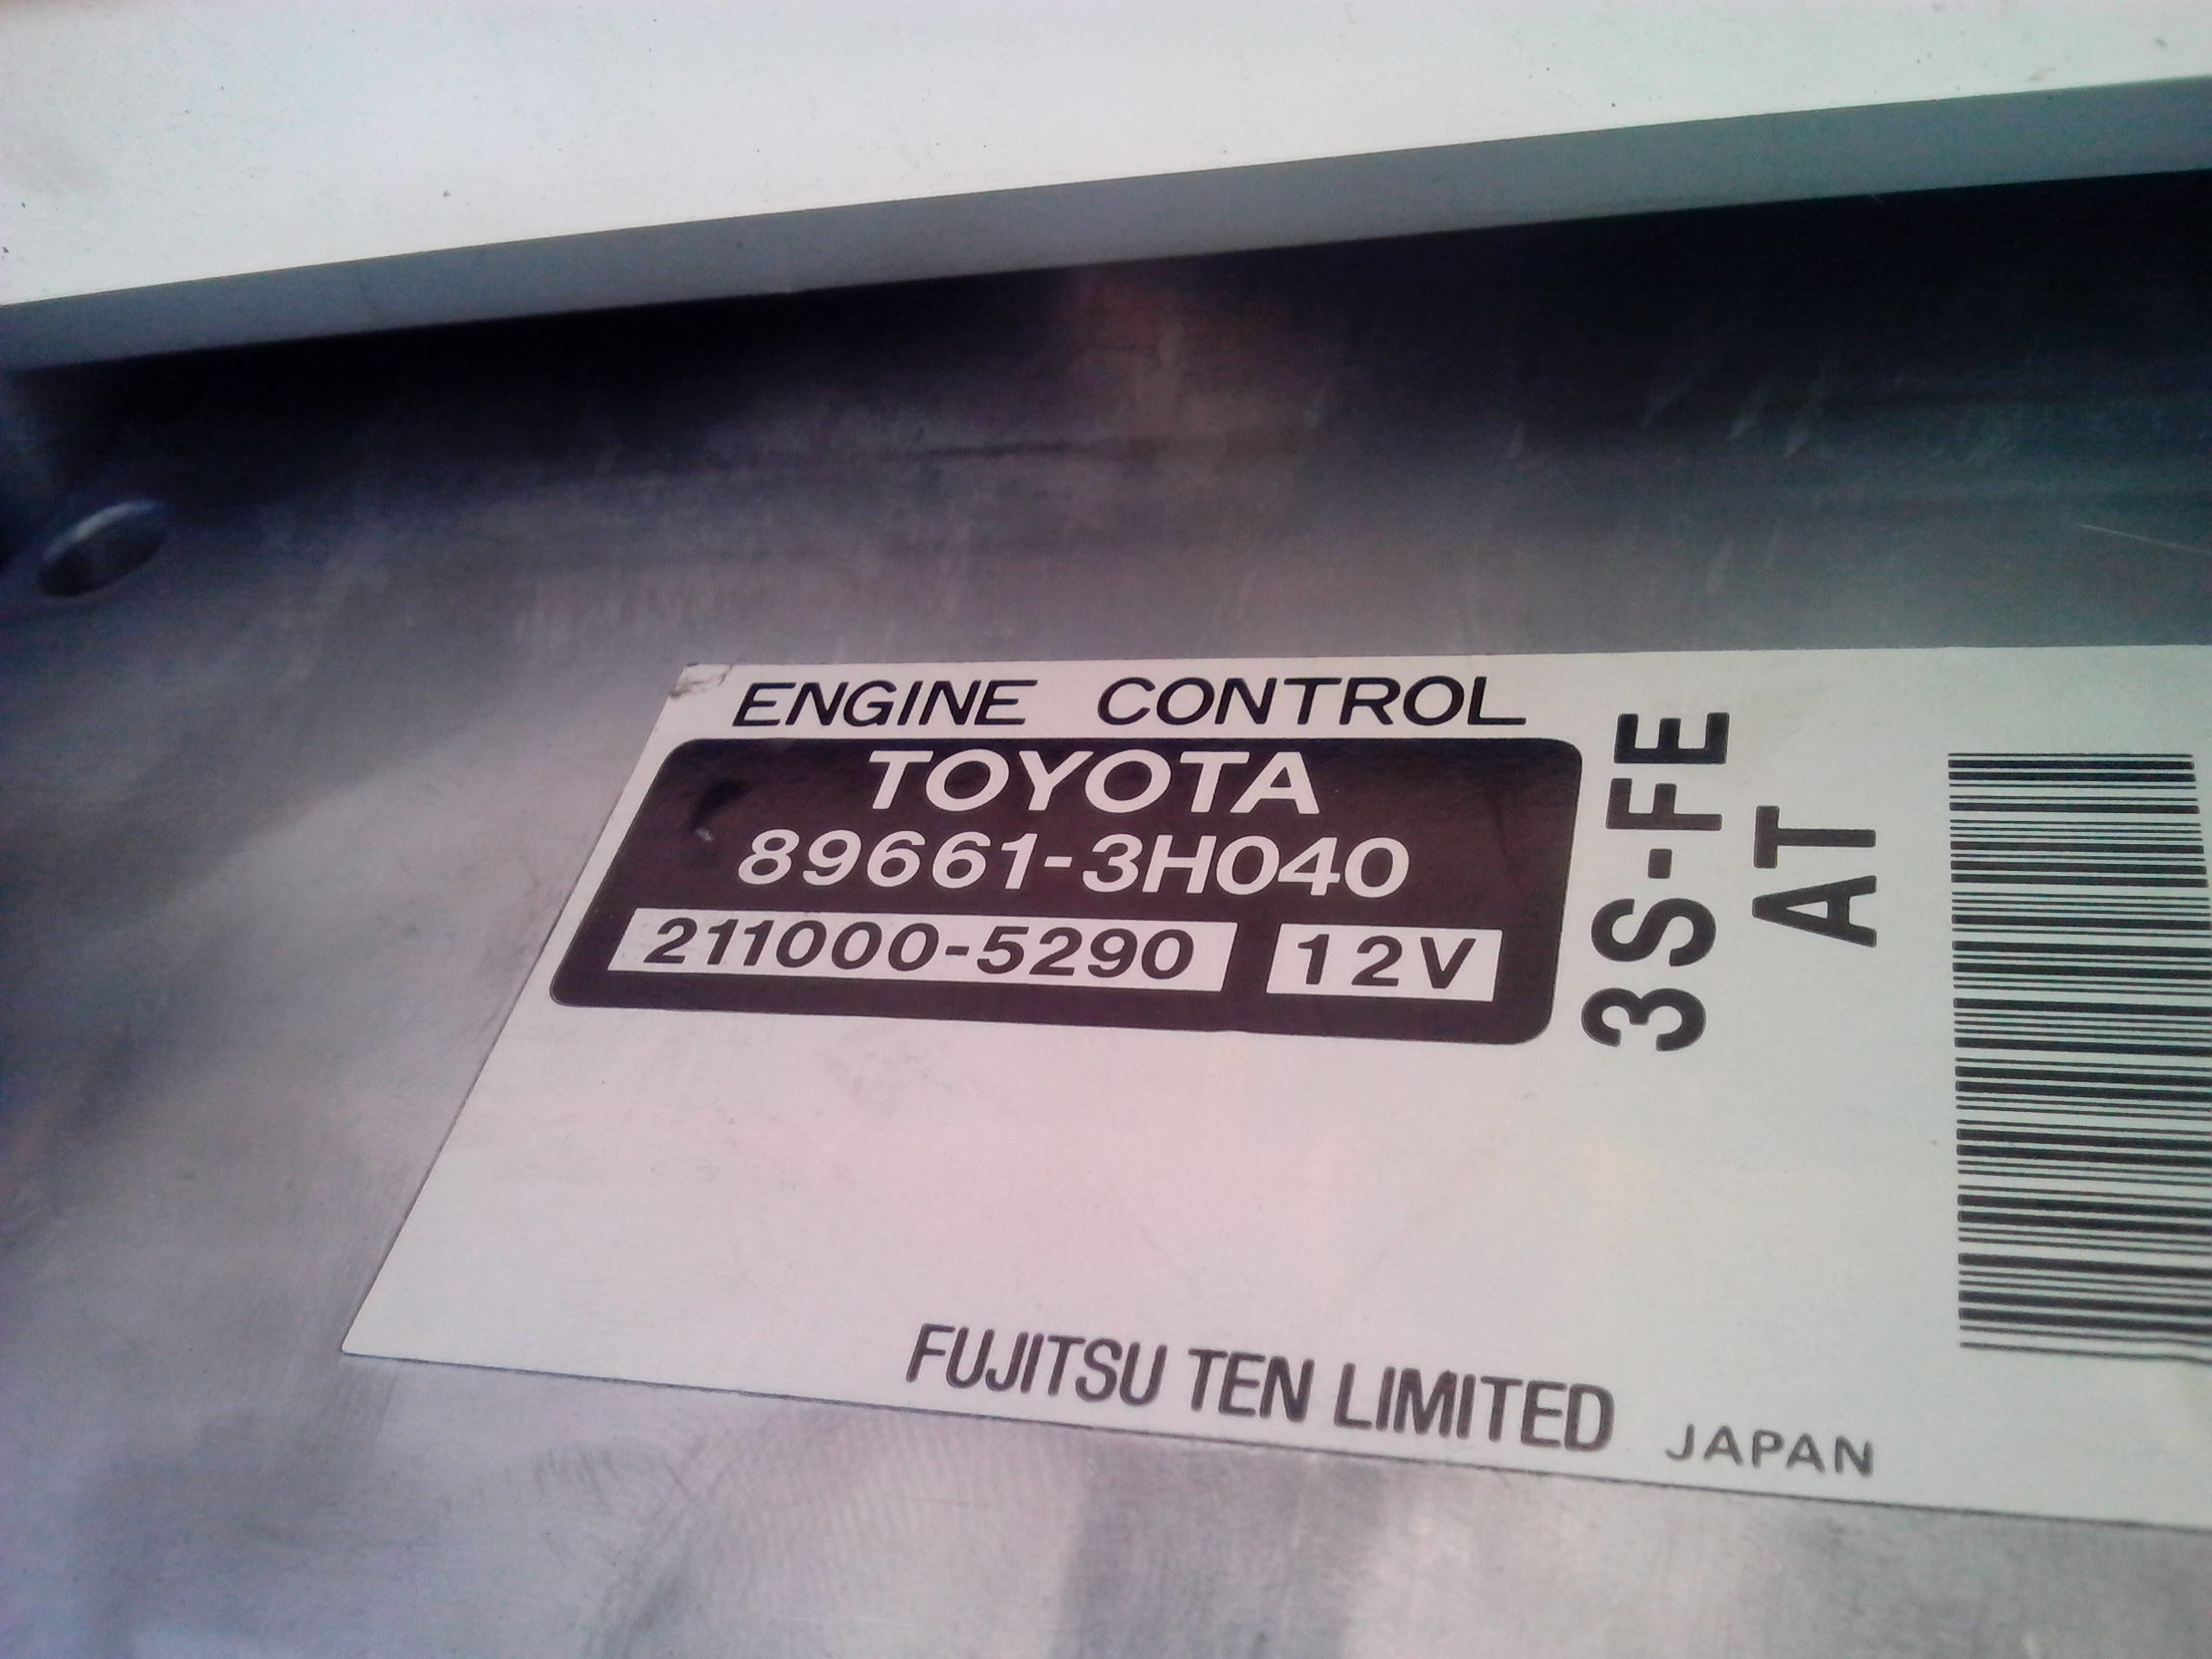 ENGINE CONTROL
TOYOTA
89661-3H040
211000-5290 12V
3S-FE
AT
FUJITSU TEN LIMITED JAPAN